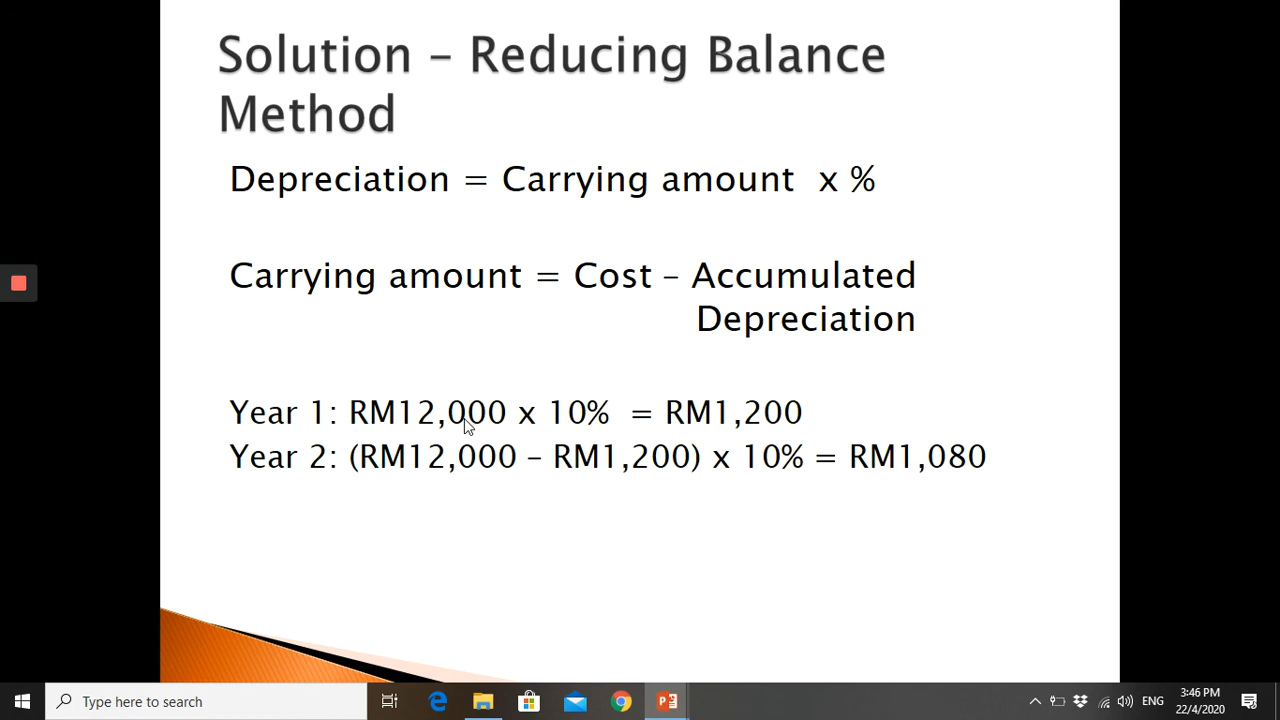 Solution – Reducing Balance
Method
Depreciation = Carrying amount x %
Carrying amount = Cost – Accumulated
Depreciation
Year 1: RM12,000 x 10% = RM1,200
Year 2: (RM12,000 – RM1,200) x 10% = RM1,080
Type here to search
ENG
3:46 PM
22/4/2020